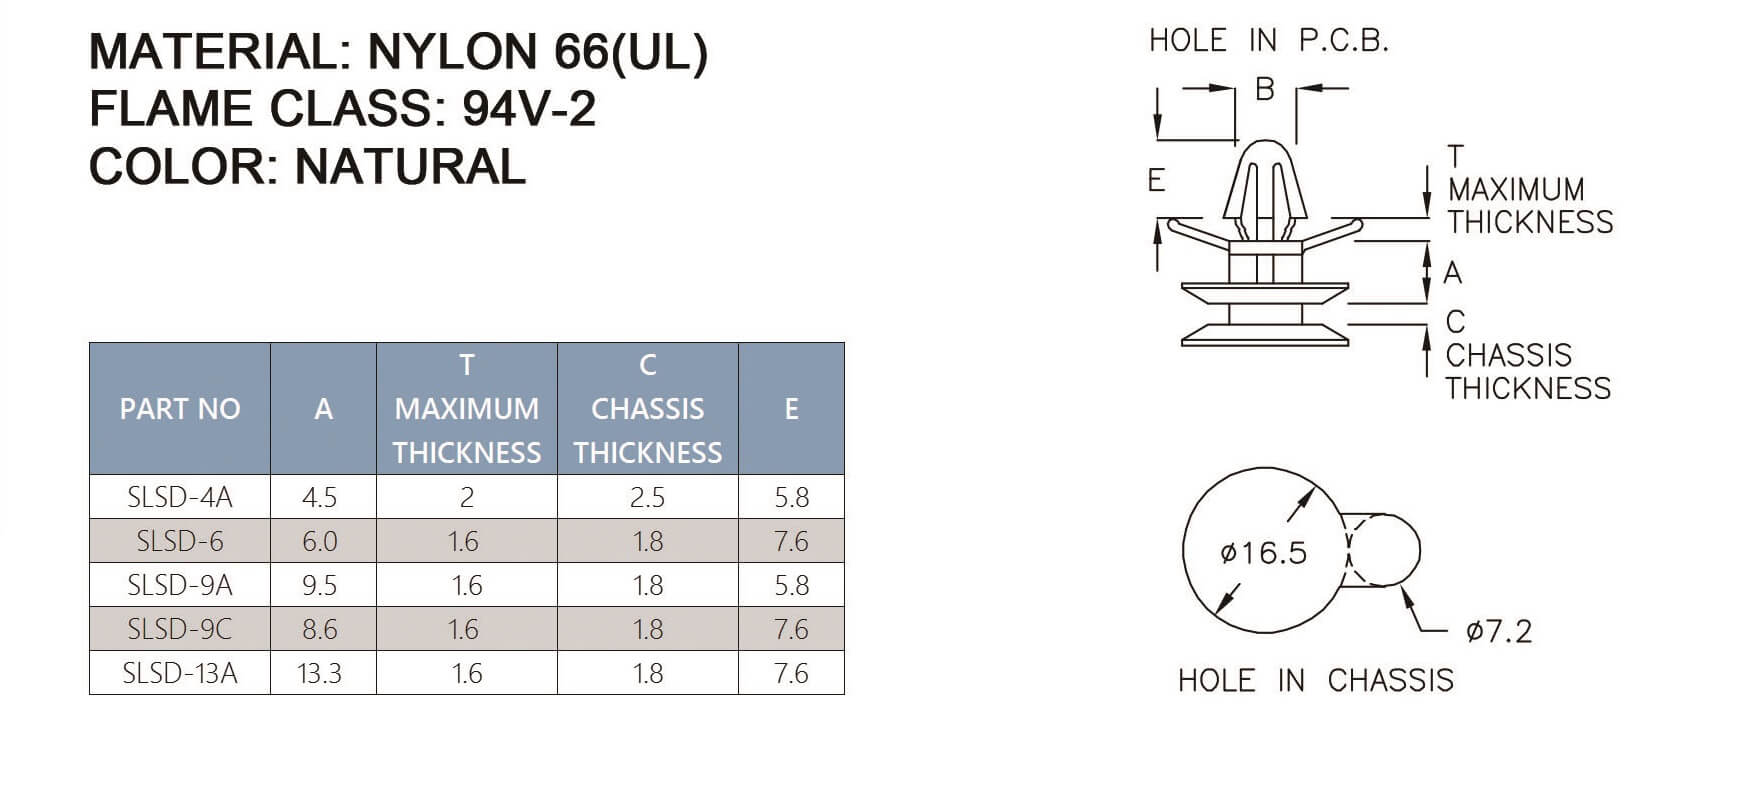 MATERIAL: NYLON 66(UL)
FLAME CLASS: 94V-2
COLOR: NATURAL
PART NO A T MAXIMUM THICKNESS C CHASSIS THICKNESS E
SLSD-4A 4.5 2 2.5 5.8
SLSD-6 6.0 1.6 1.8 7.6
SLSD-9A 9.5 1.6 1.8 5.8
SLSD-9C 8.6 1.6 1.8 7.6
SLSD-13A 13.3 1.6 1.8 7.6
HOLE IN P.C.B.
B
E
T
MAXIMUM
THICKNESS
A
C
CHASSIS
THICKNESS
ø16.5
ø7.2
HOLE IN CHASSIS